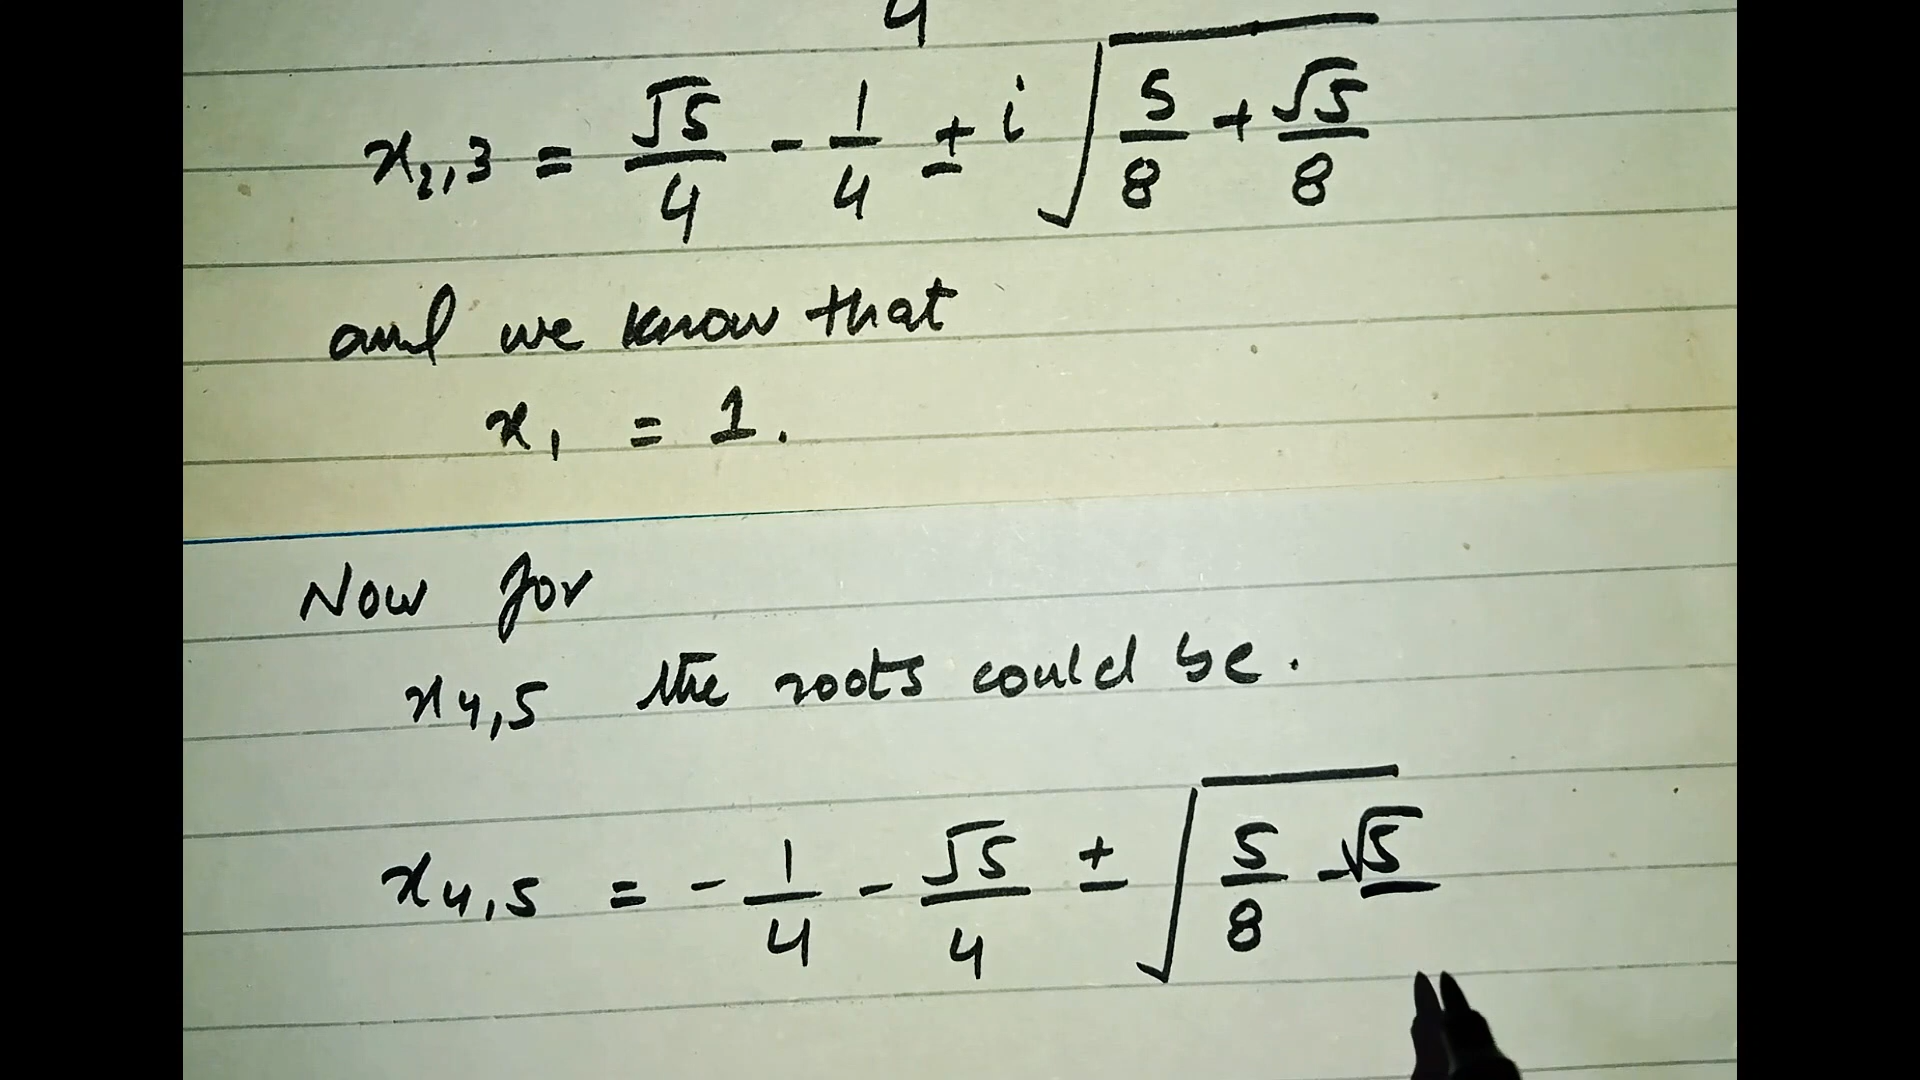 4
x₂,₃ = √5/4 - 1/4 ± i √(5/8 + √5/8)
and we know that
x₁ = 1.
Now for
x₄,₅ the roots could be.
x₄,₅ = - 1/4 - √5/4 ± √(5/8 - √5/)